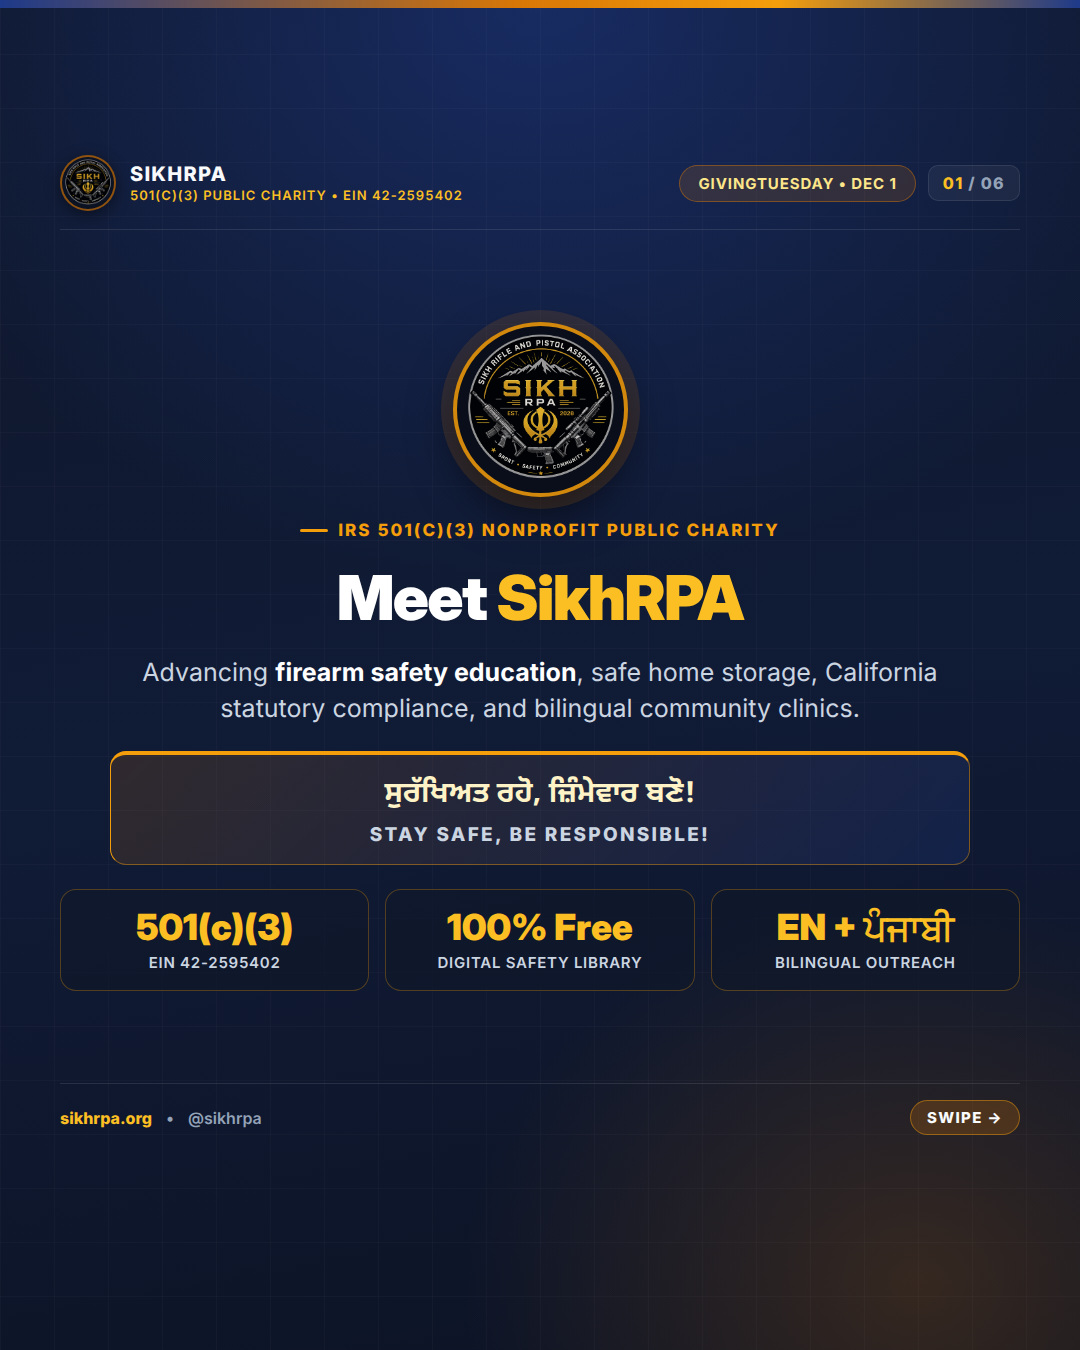 SIKH
RPA
SIKHRPA
501(C)(3) PUBLIC CHARITY • EIN 42-2595402
GIVINGTUESDAY • DEC 1
01 / 06
SIKH RIFLE AND PISTOL ASSOCIATION
SIKH
RPA
EST. 2026
SPORT • SAFETY • COMMUNITY
IRS 501(C)(3) NONPROFIT PUBLIC CHARITY
Meet SikhRPA
Advancing firearm safety education, safe home storage, California
statutory compliance, and bilingual community clinics.
ਸੁਰੱਖਿਅਤ ਰਹੋ, ਜ਼ਿੰਮੇਵਾਰ ਬਣੋ!
STAY SAFE, BE RESPONSIBLE!
501(c)(3)
EIN 42-2595402
100% Free
DIGITAL SAFETY LIBRARY
EN + ਪੰਜਾਬੀ
BILINGUAL OUTREACH
sikhrpa.org • @sikhrpa
SWIPE →